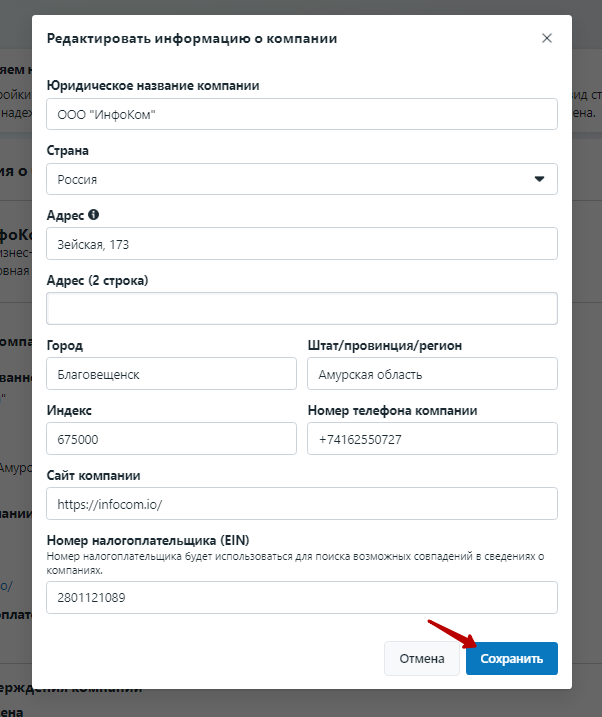 Редактировать информацию о компании
Юридическое название компании
ООО "ИнфоКом"
Страна
Россия
Адрес
Зейская, 173
Адрес (2 строка)
Город
Штат/провинция/регион
Благовещенск
Амурская область
Индекс
Номер телефона компании
675000
+74162550727
Сайт компании
https://infocom.io/
Номер налогоплательщика (EIN)
Номер налогоплательщика будет использоваться для поиска возможных совпадений в сведениях о
компаниях.
2801121089
Отмена
Сохранить